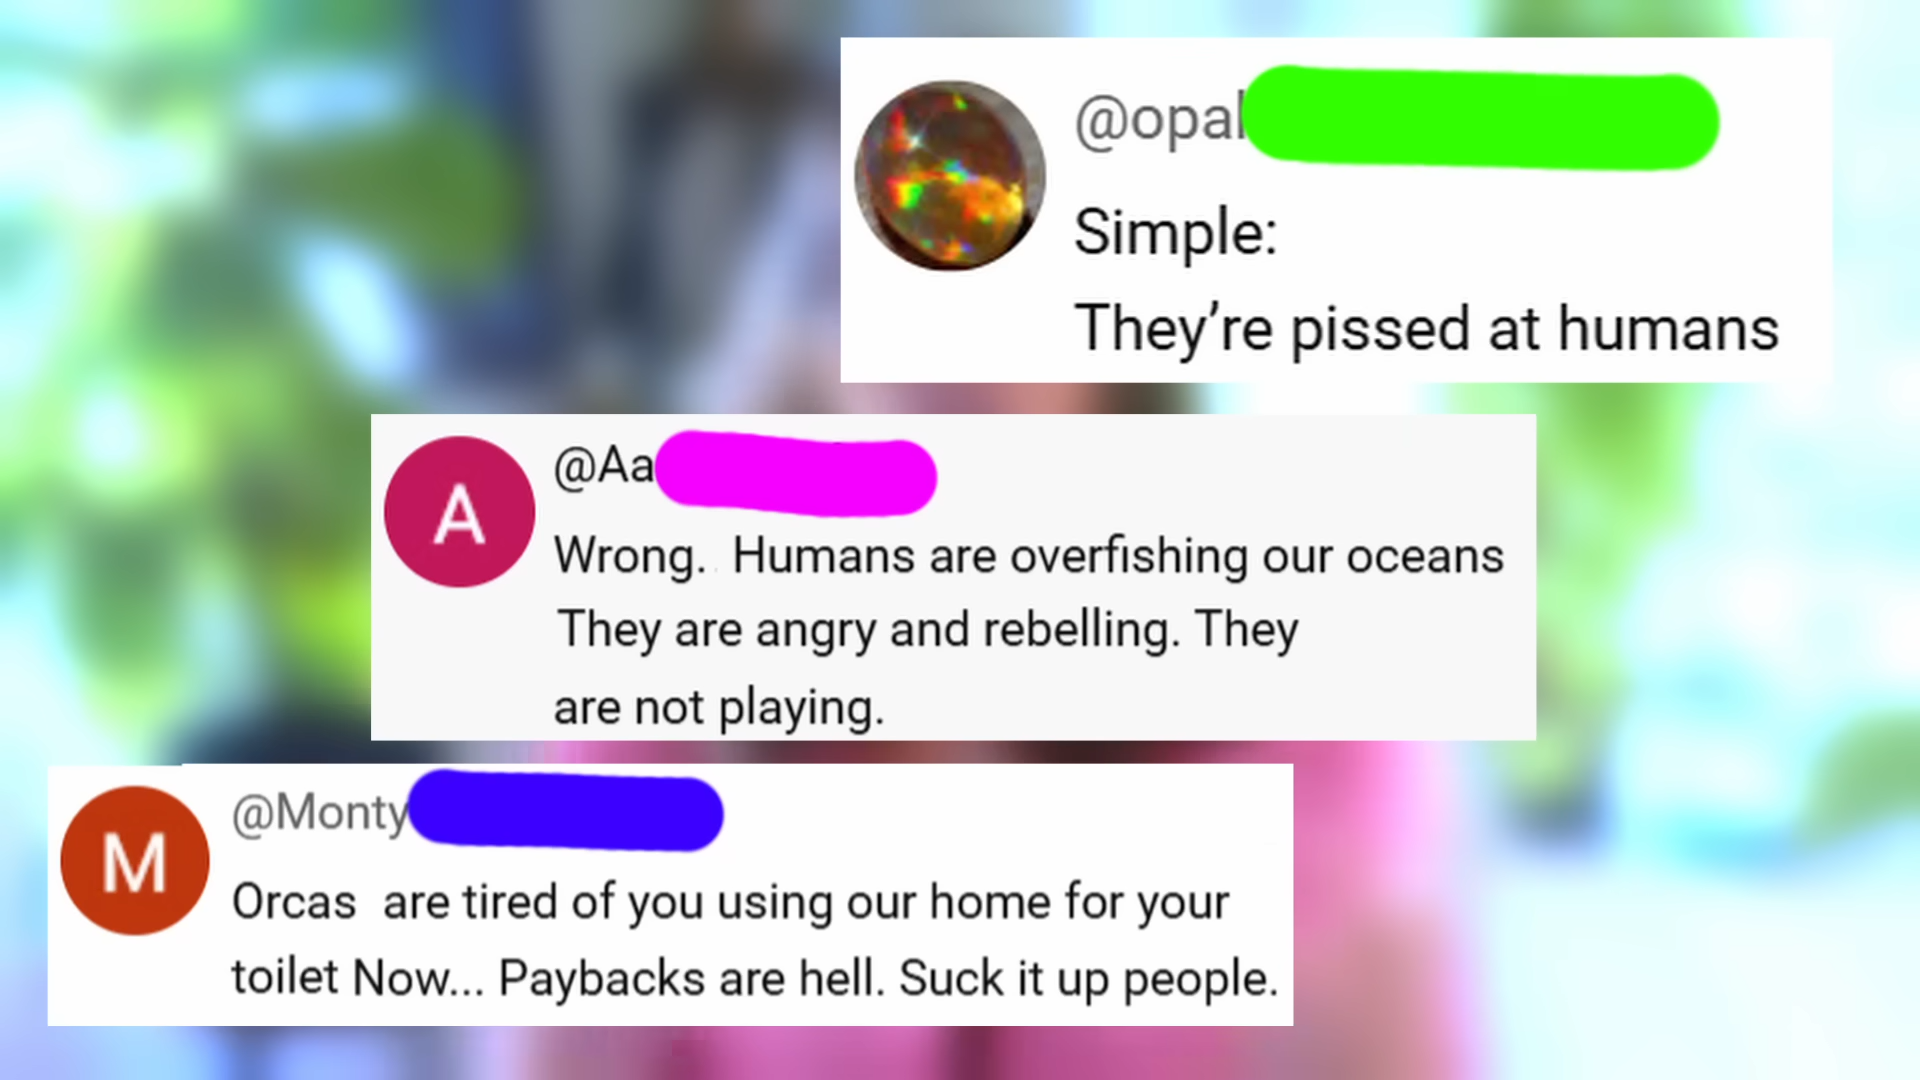 @opal
Simple:
They’re pissed at humans
A
@Aa
Wrong. Humans are overfishing our oceans
They are angry and rebelling. They
are not playing.
M
@Monty
Orcas are tired of you using our home for your
toilet Now... Paybacks are hell. Suck it up people.